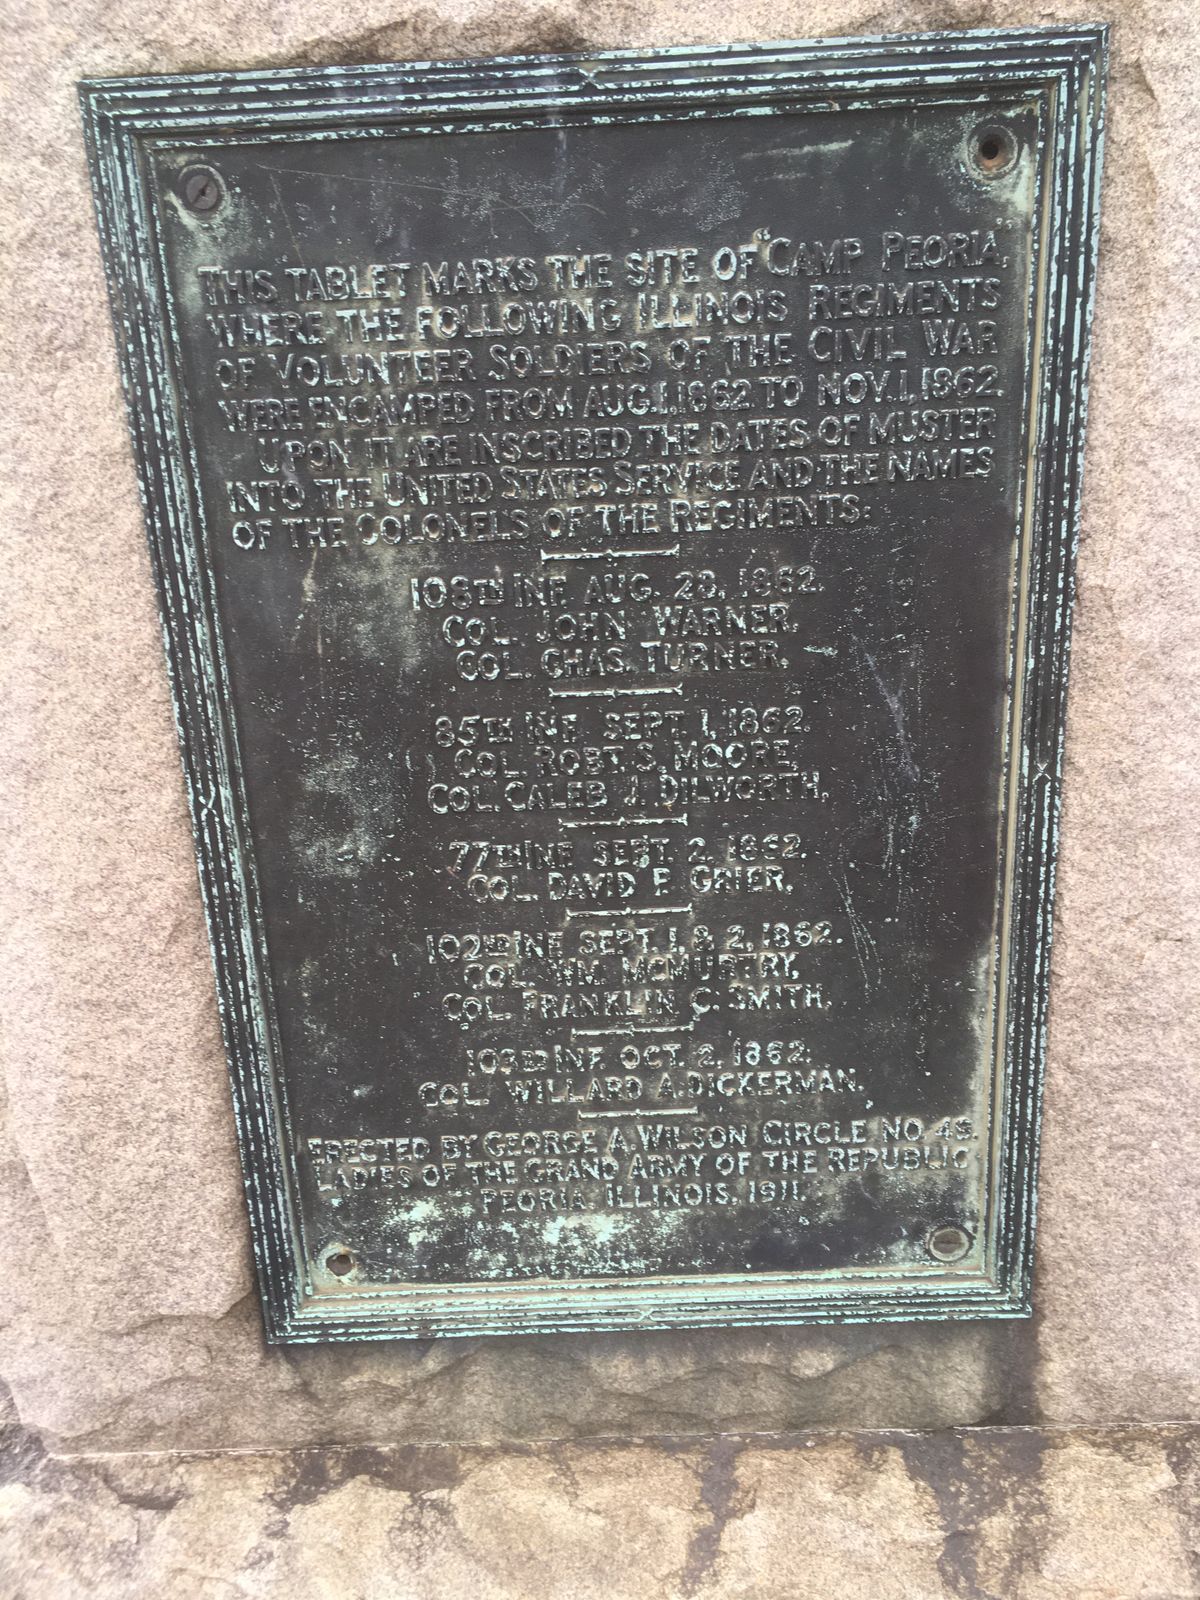 THIS TABLET MARKS THE SITE OF "CAMP PEORIA,
WHERE THE FOLLOWING ILLINOIS REGIMENTS
OF VOLUNTEER SOLDIERS OF THE CIVIL WAR
WERE ENCAMPED FROM AUG. 1, 1862 TO NOV. 1, 1862.
UPON IT ARE INSCRIBED THE DATES OF MUSTER
INTO THE UNITED STATES SERVICE AND THE NAMES
OF THE COLONELS OF THE REGIMENTS:
108TH INF. AUG. 28, 1862.
COL. JOHN WARNER,
COL. CHAS. TURNER.
85TH INF. SEPT. 1, 1862.
COL. ROBT. S. MOORE,
COL. CALEB J. DILWORTH,
77TH INF. SEPT. 2, 1862.
COL. DAVID P. GRIER.
102ND INF. SEPT. 1, & 2, 1862.
COL. WM. MCMURTRY,
COL. FRANKLIN C. SMITH,
103RD INF. OCT. 2, 1862.
COL. WILLARD A. DICKERMAN.
ERECTED BY GEORGE A. WILSON CIRCLE NO.
LADIES OF THE GRAND ARMY OF THE REPUBLIC
PEORIA, ILLINOIS, 1911.